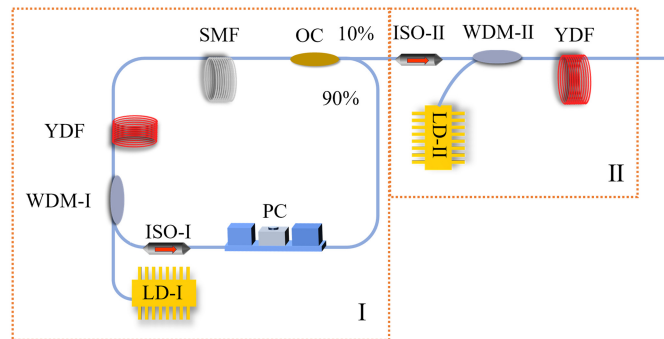 SMF
OC
10%
ISO-II
WDM-II
YDF
90%
YDF
LD-II
WDM-I
II
ISO-I
PC
LD-I
I